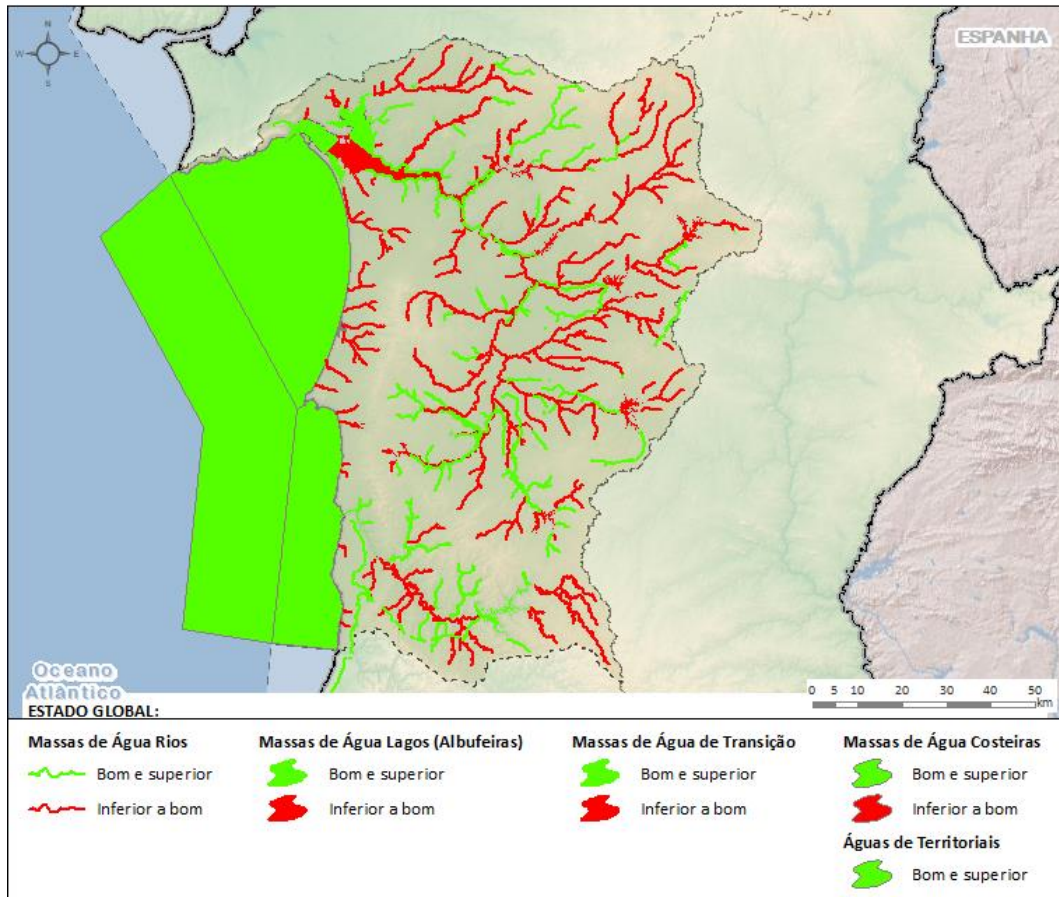 N
W
E
S
ESPANHA
Oceano
Atlântico
0 5 10 20 30 40 50
km
ESTADO GLOBAL:
Massas de Água Rios
Bom e superior
Inferior a bom
Massas de Água Lagos (Albufeiras)
Bom e superior
Inferior a bom
Massas de Água de Transição
Bom e superior
Inferior a bom
Massas de Água Costeiras
Bom e superior
Inferior a bom
Águas de Territoriais
Bom e superior